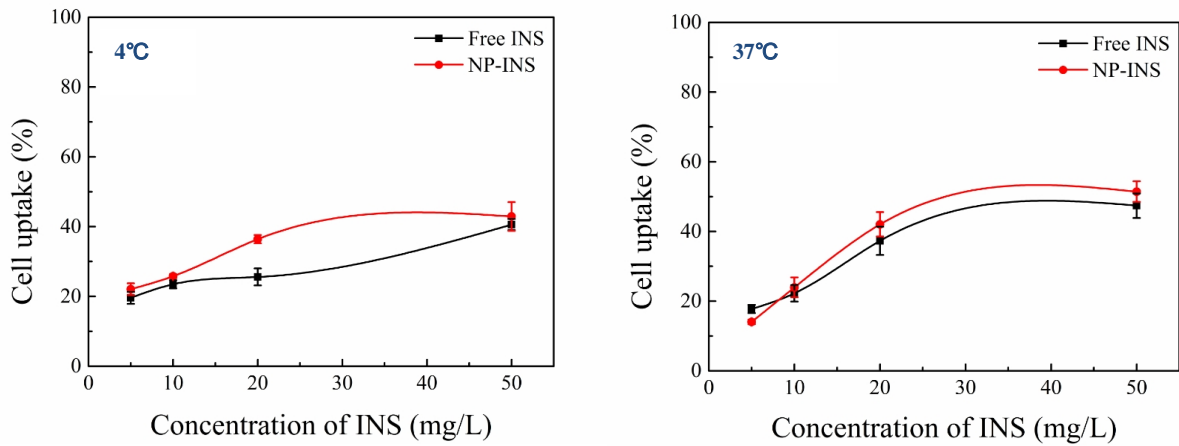 4℃
Free INS
NP-INS
Cell uptake (%)
100
80
60
40
20
0
0 10 20 30 40 50
Concentration of INS (mg/L)
37℃
Free INS
NP-INS
Cell uptake (%)
100
80
60
40
20
0
0 10 20 30 40 50
Concentration of INS (mg/L)